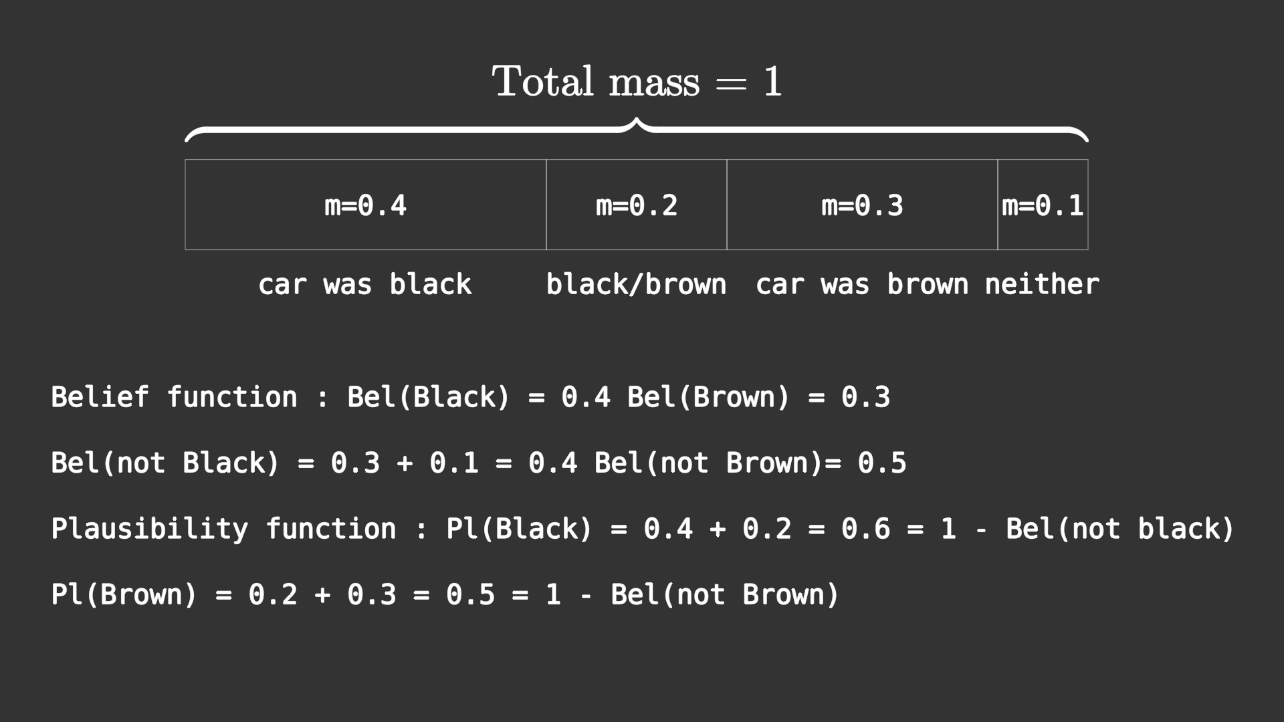 Total mass = 1
m=0.4 m=0.2 m=0.3 m=0.1
car was black black/brown car was brown neither
Belief function : Bel(Black) = 0.4 Bel(Brown) = 0.3
Bel(not Black) = 0.3 + 0.1 = 0.4 Bel(not Brown)= 0.5
Plausibility function : Pl(Black) = 0.4 + 0.2 = 0.6 = 1 - Bel(not black)
Pl(Brown) = 0.2 + 0.3 = 0.5 = 1 - Bel(not Brown)